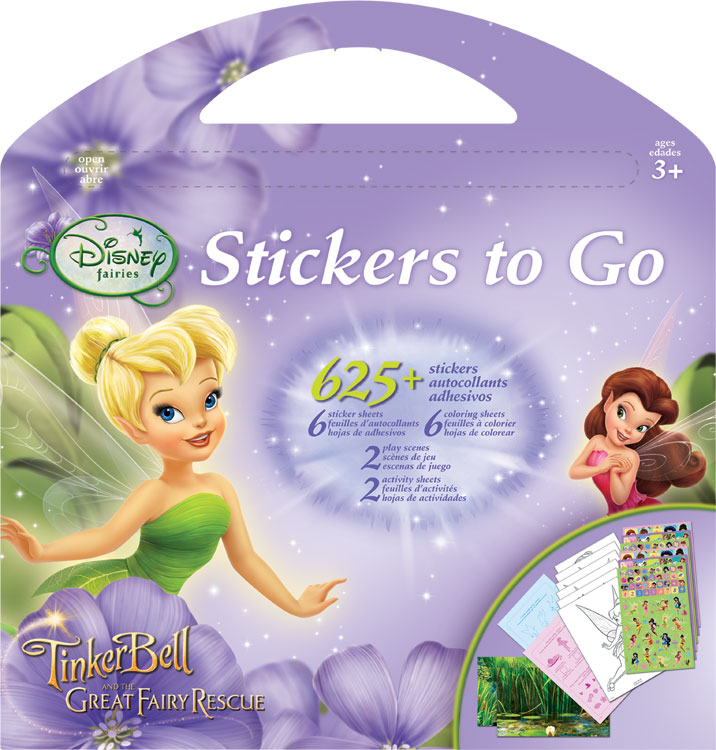 open
ouvrir
abre
ages
edades
3+
Disney
fairies
Stickers to Go
625+ stickers
autocollants
adhesivos
6 sticker sheets
feuilles d'autocollants
hojas de adhesivos
6 coloring sheets
feuilles à colorier
hojas de colorear
2 play scenes
scènes de jeu
escenas de juego
2 activity sheets
feuilles d'activités
hojas de actividades
TinkerBell
AND THE
GREAT FAIRY RESCUE